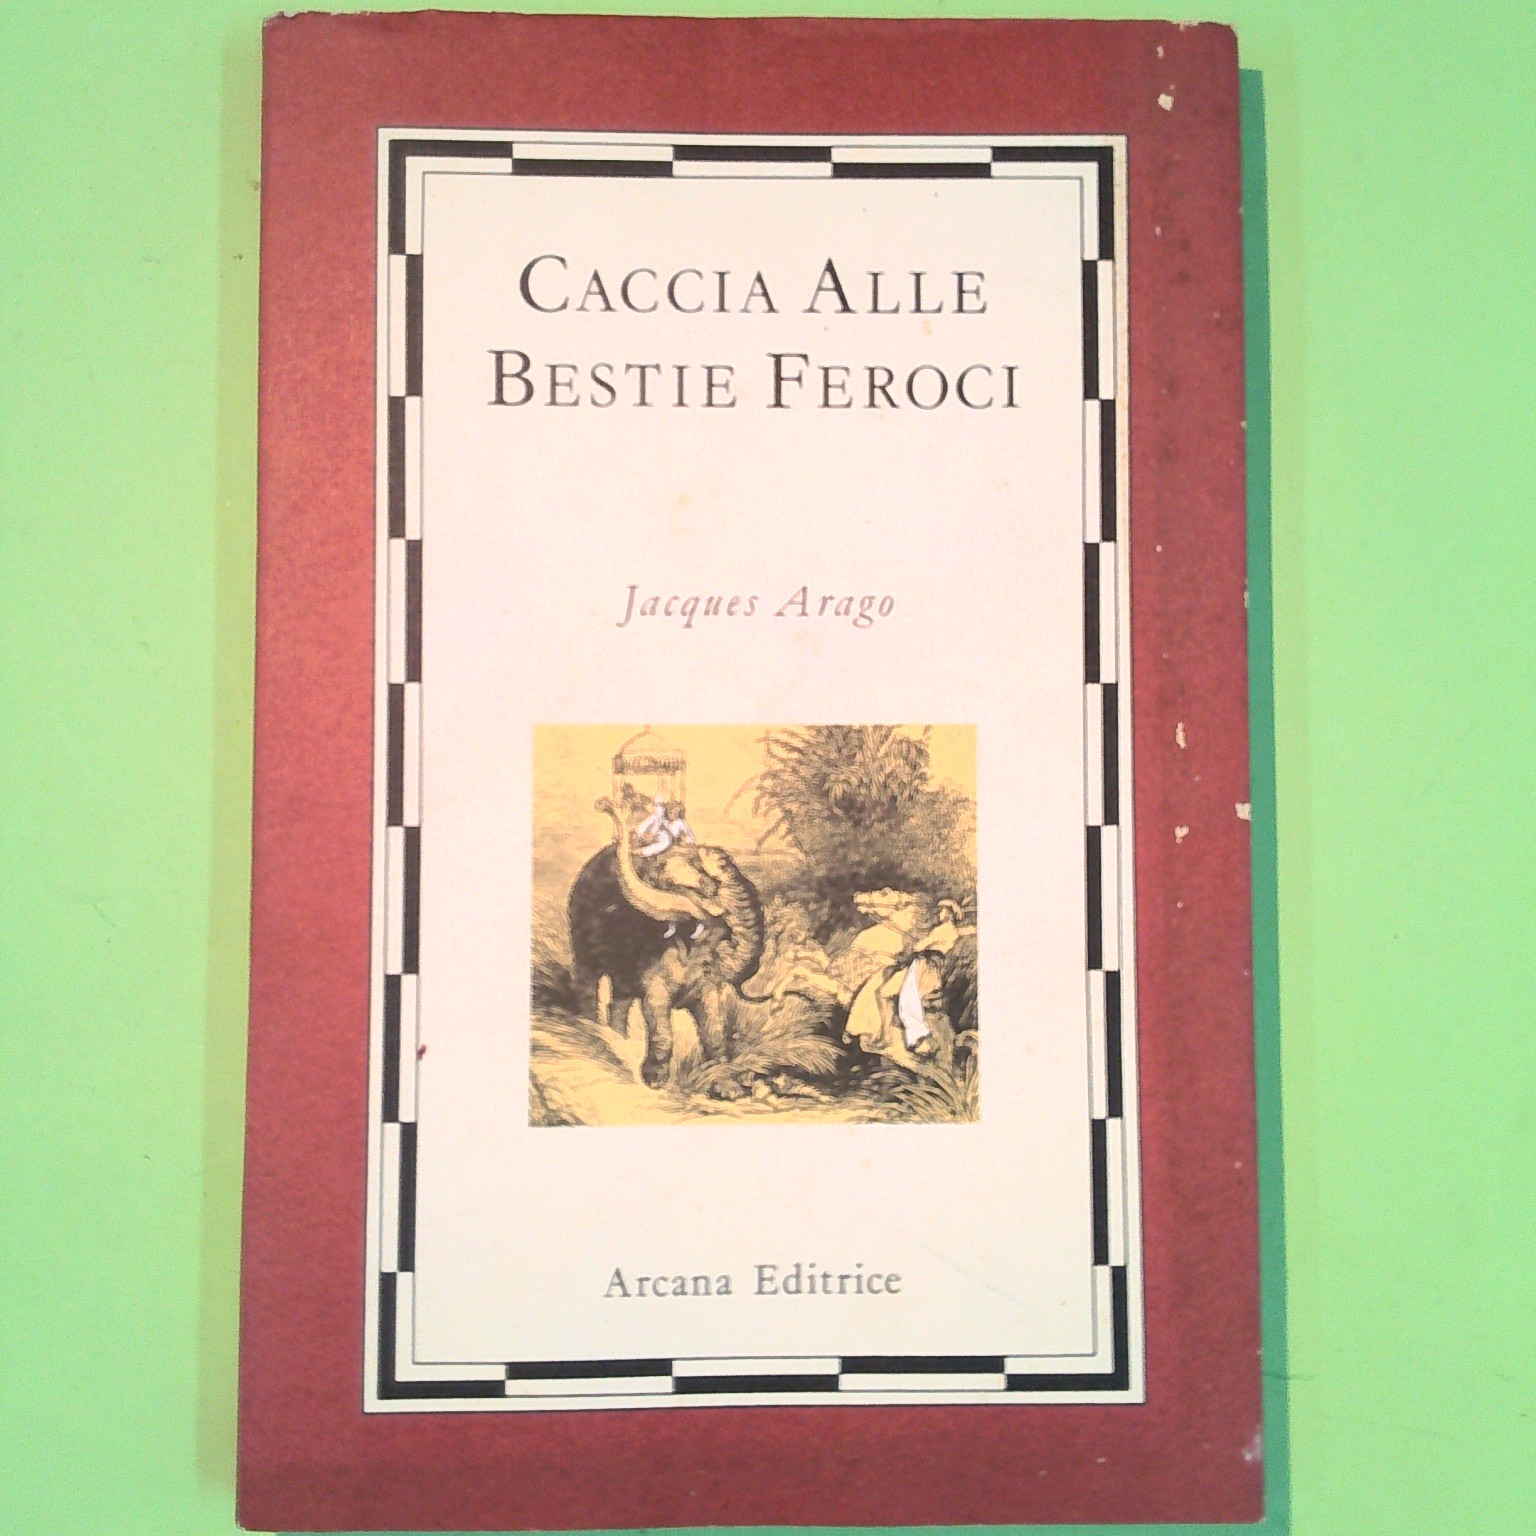 CACCIA ALLE
BESTIE FEROCI
Jacques Arago
Arcana Editrice